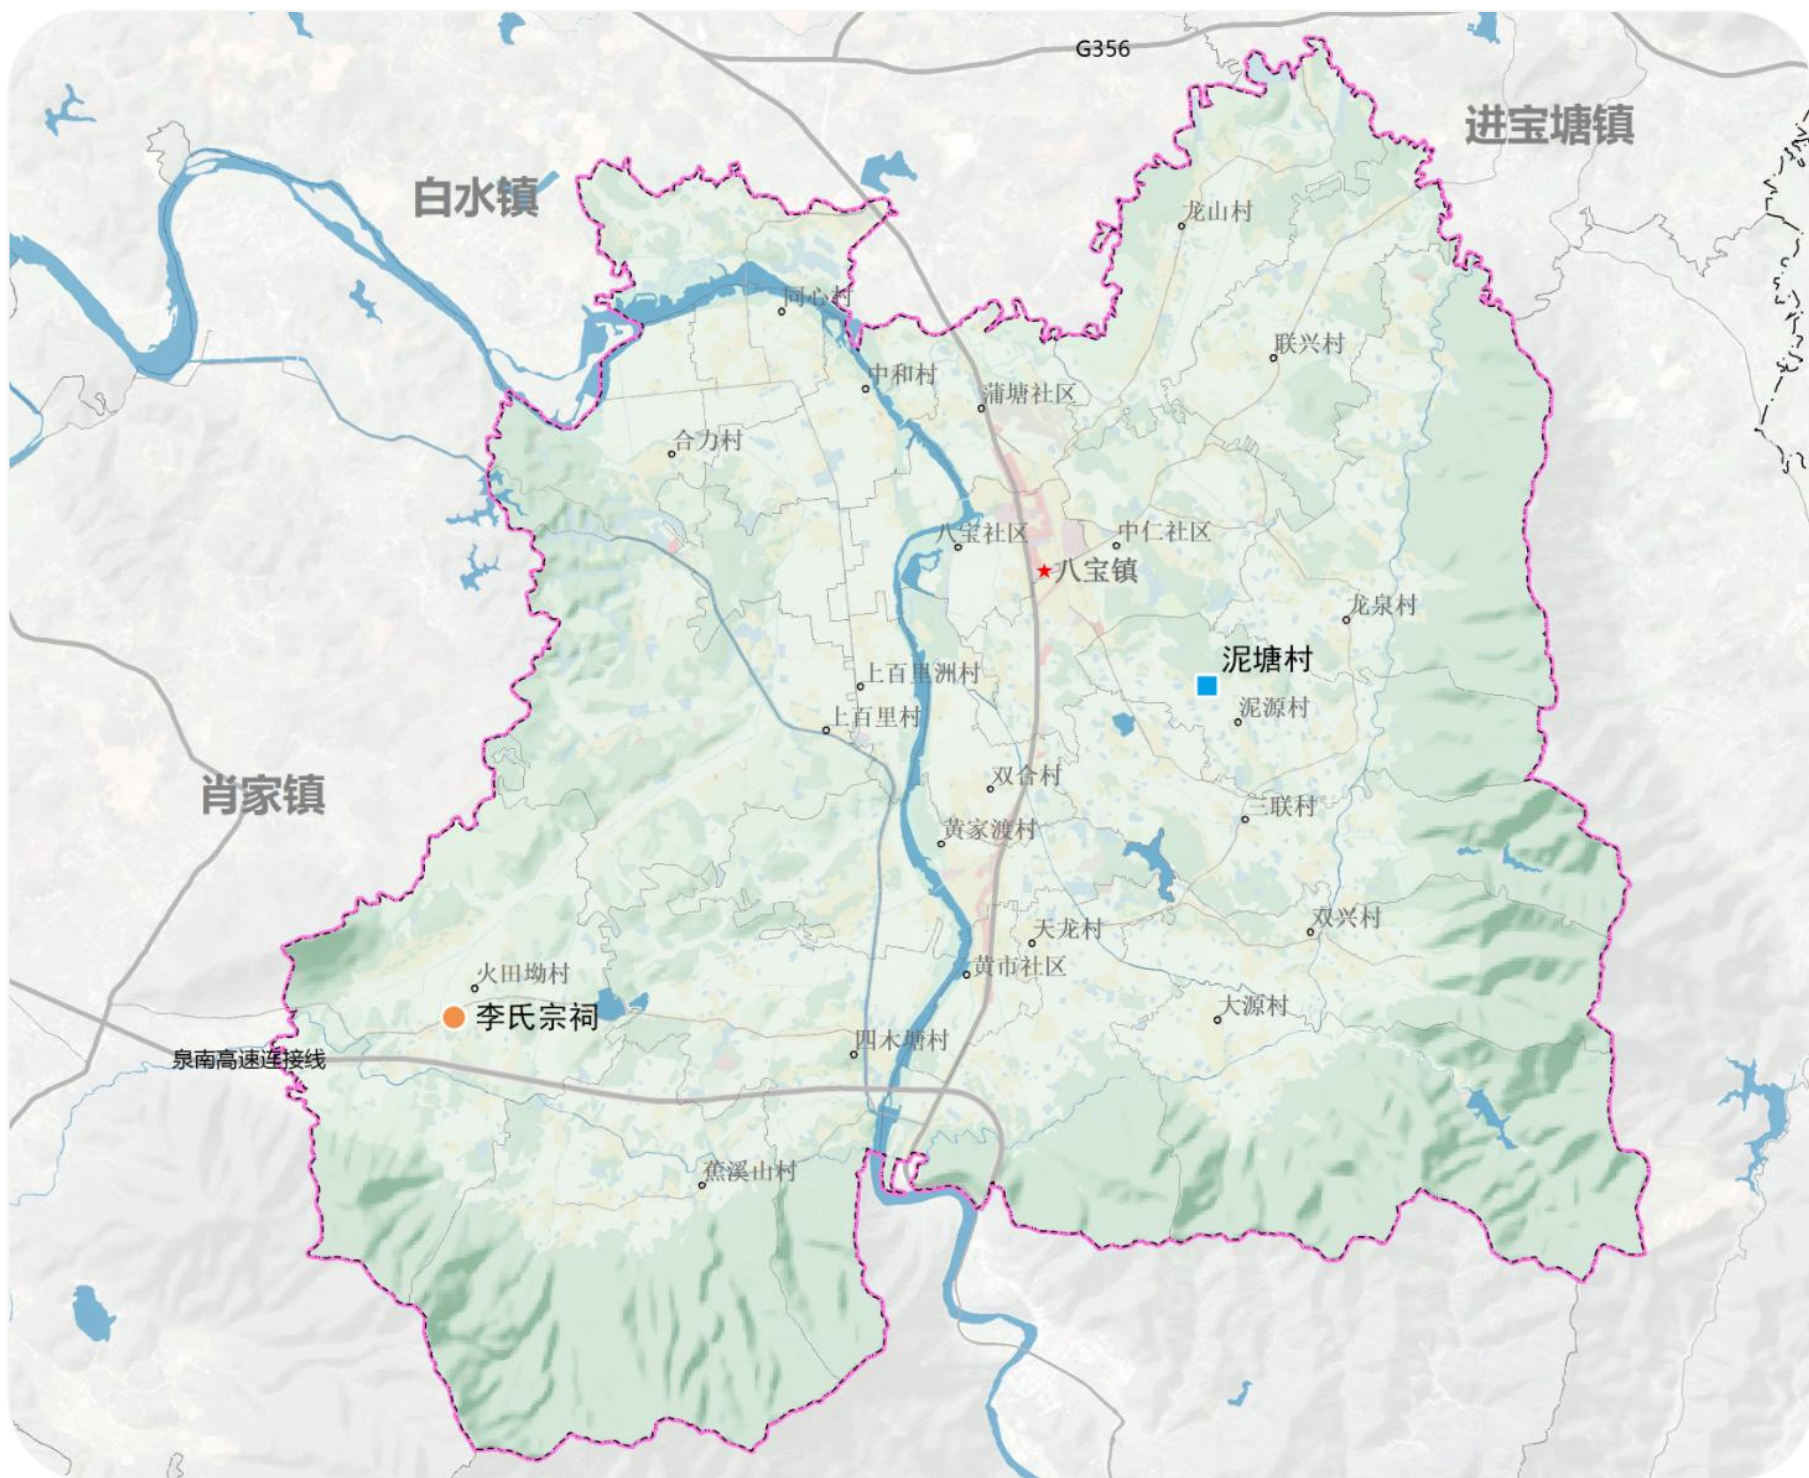 G356
进宝塘镇
白水镇
龙山村
同心村
联兴村
中和村
蒲塘社区
合力村
八宝社区
中仁社区
八宝镇
龙泉村
泥塘村
上百里洲村
泥源村
上百里村
双合村
肖家镇
三联村
黄家渡村
双兴村
天龙村
黄市社区
火田坳村
大源村
李氏宗祠
四木塘村
泉南高速连接线
蕉溪山村